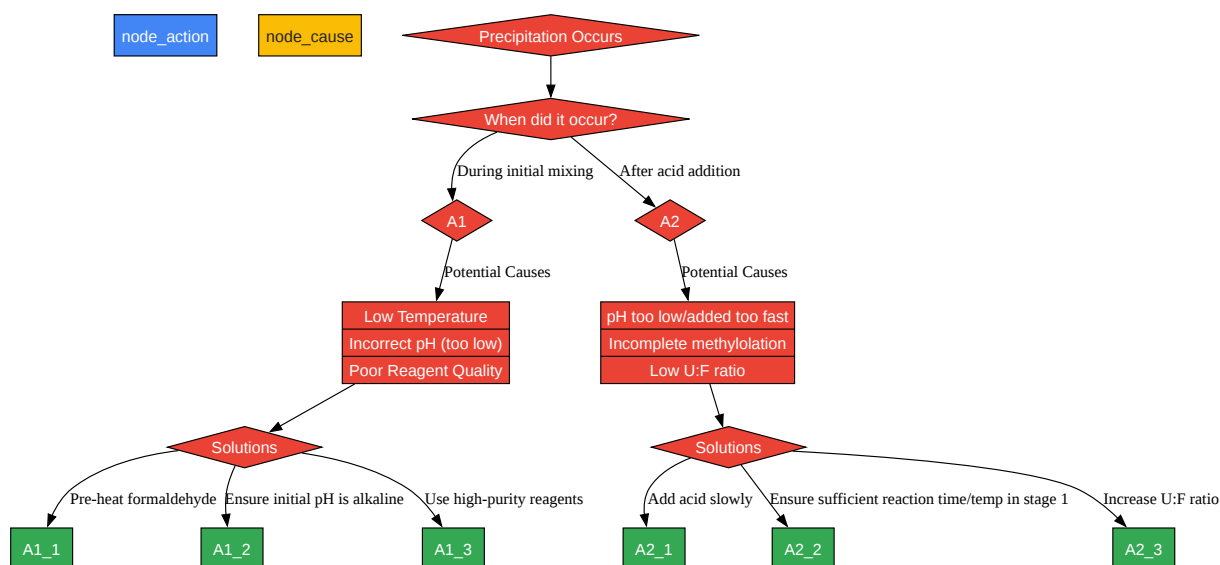 node_action
node_cause
Precipitation Occurs
When did it occur?
During initial mixing
After acid addition
A1
A2
Potential Causes
Potential Causes
Low Temperature
Incorrect pH (too low)
Poor Reagent Quality
pH too low/added too fast
Incomplete methylolation
Low U:F ratio
Solutions
Solutions
Pre-heat formaldehyde
Ensure initial pH is alkaline
Use high-purity reagents
Add acid slowly
Ensure sufficient reaction time/temp in stage 1
Increase U:F ratio
A1_1
A1_2
A1_3
A2_1
A2_2
A2_3